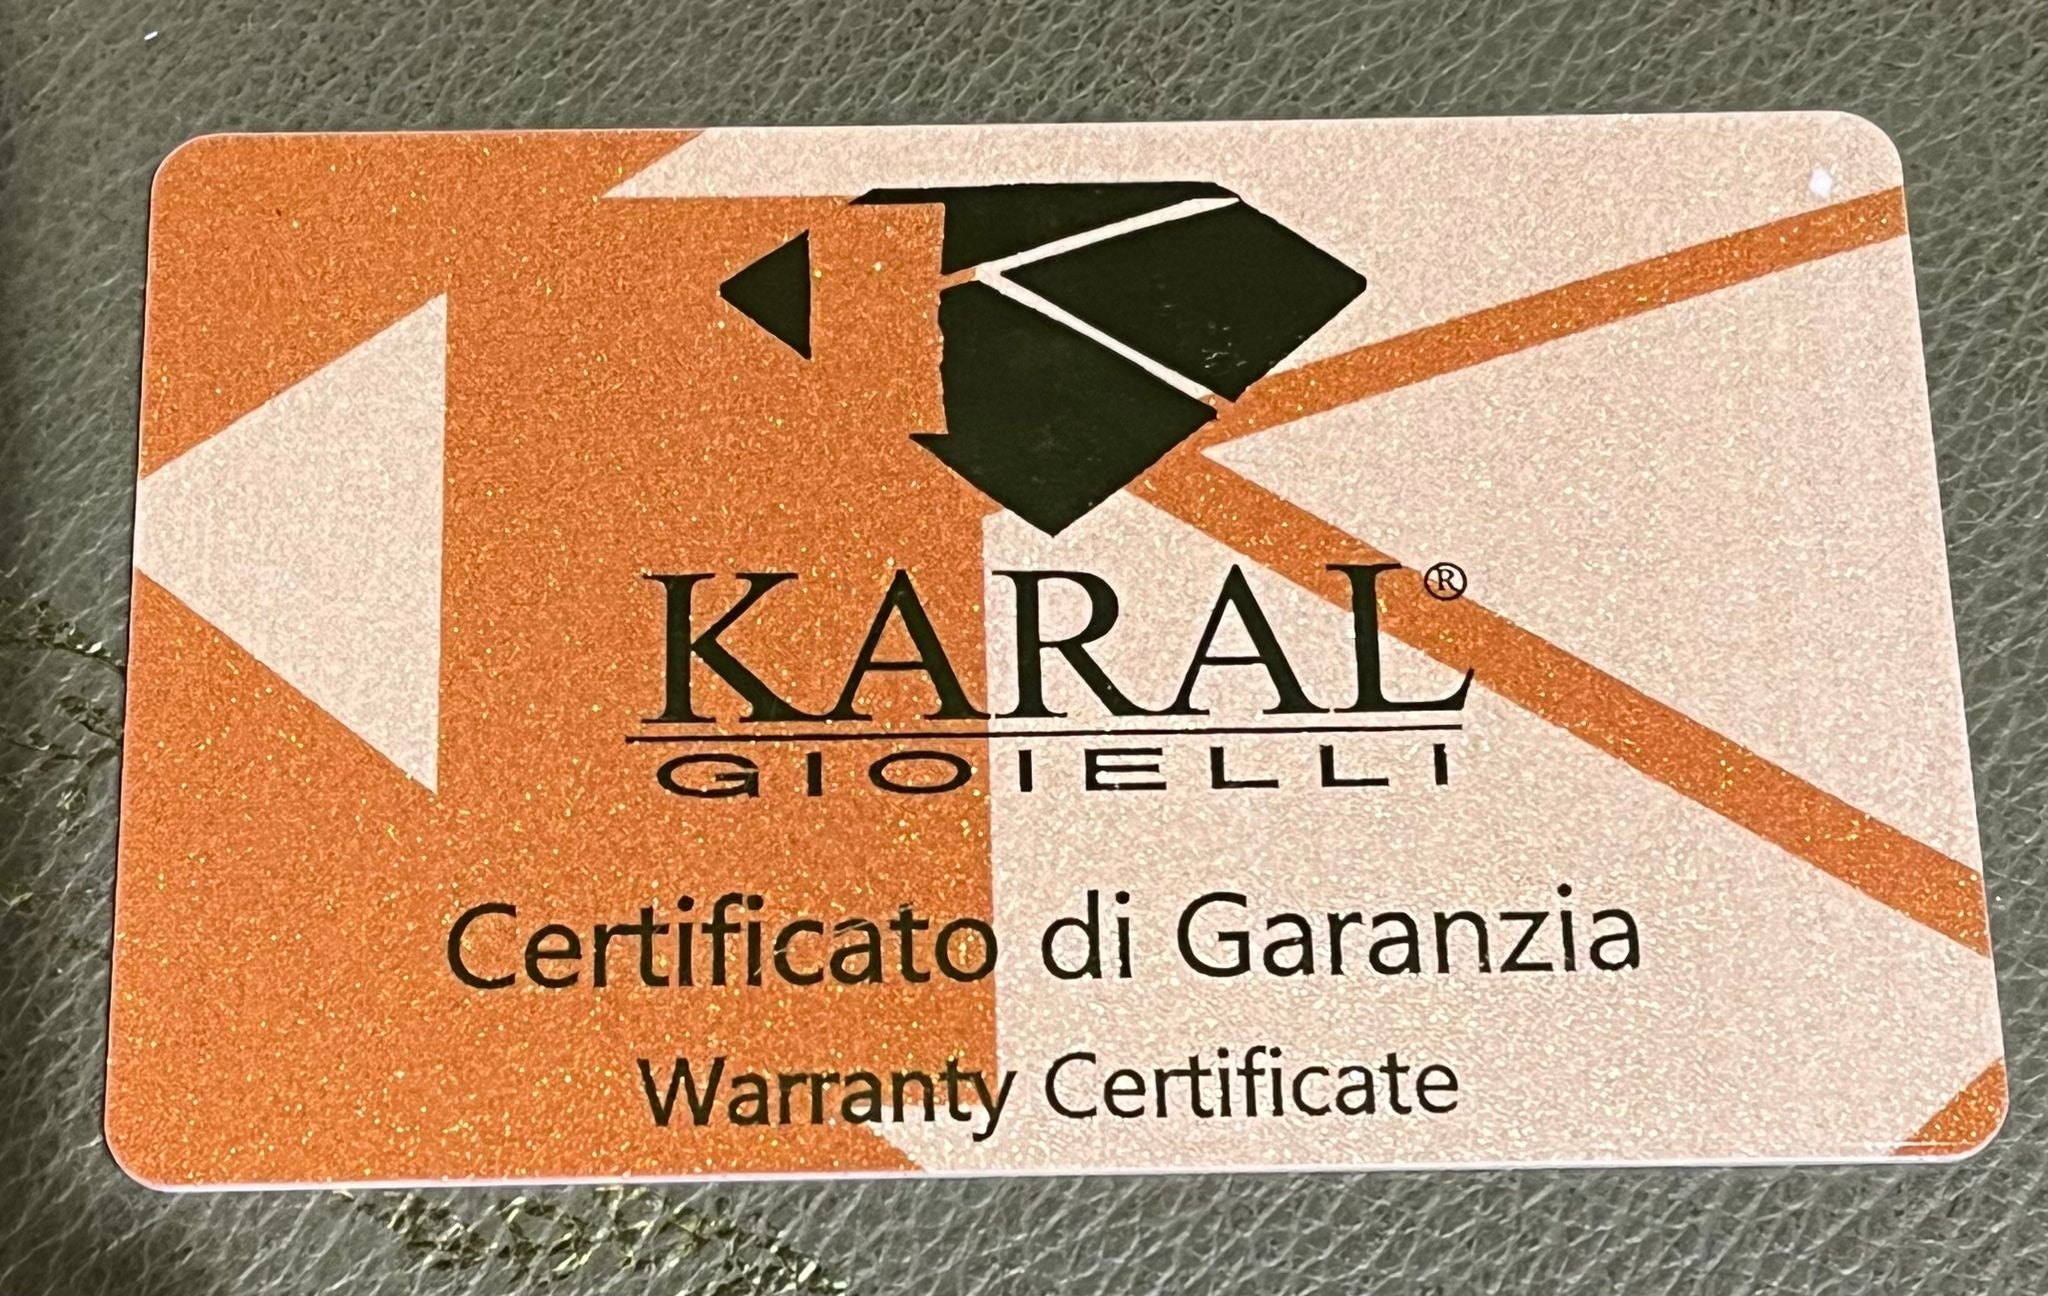 KARAL®
GIOIELLI
Certificato di Garanzia
Warranty Certificate